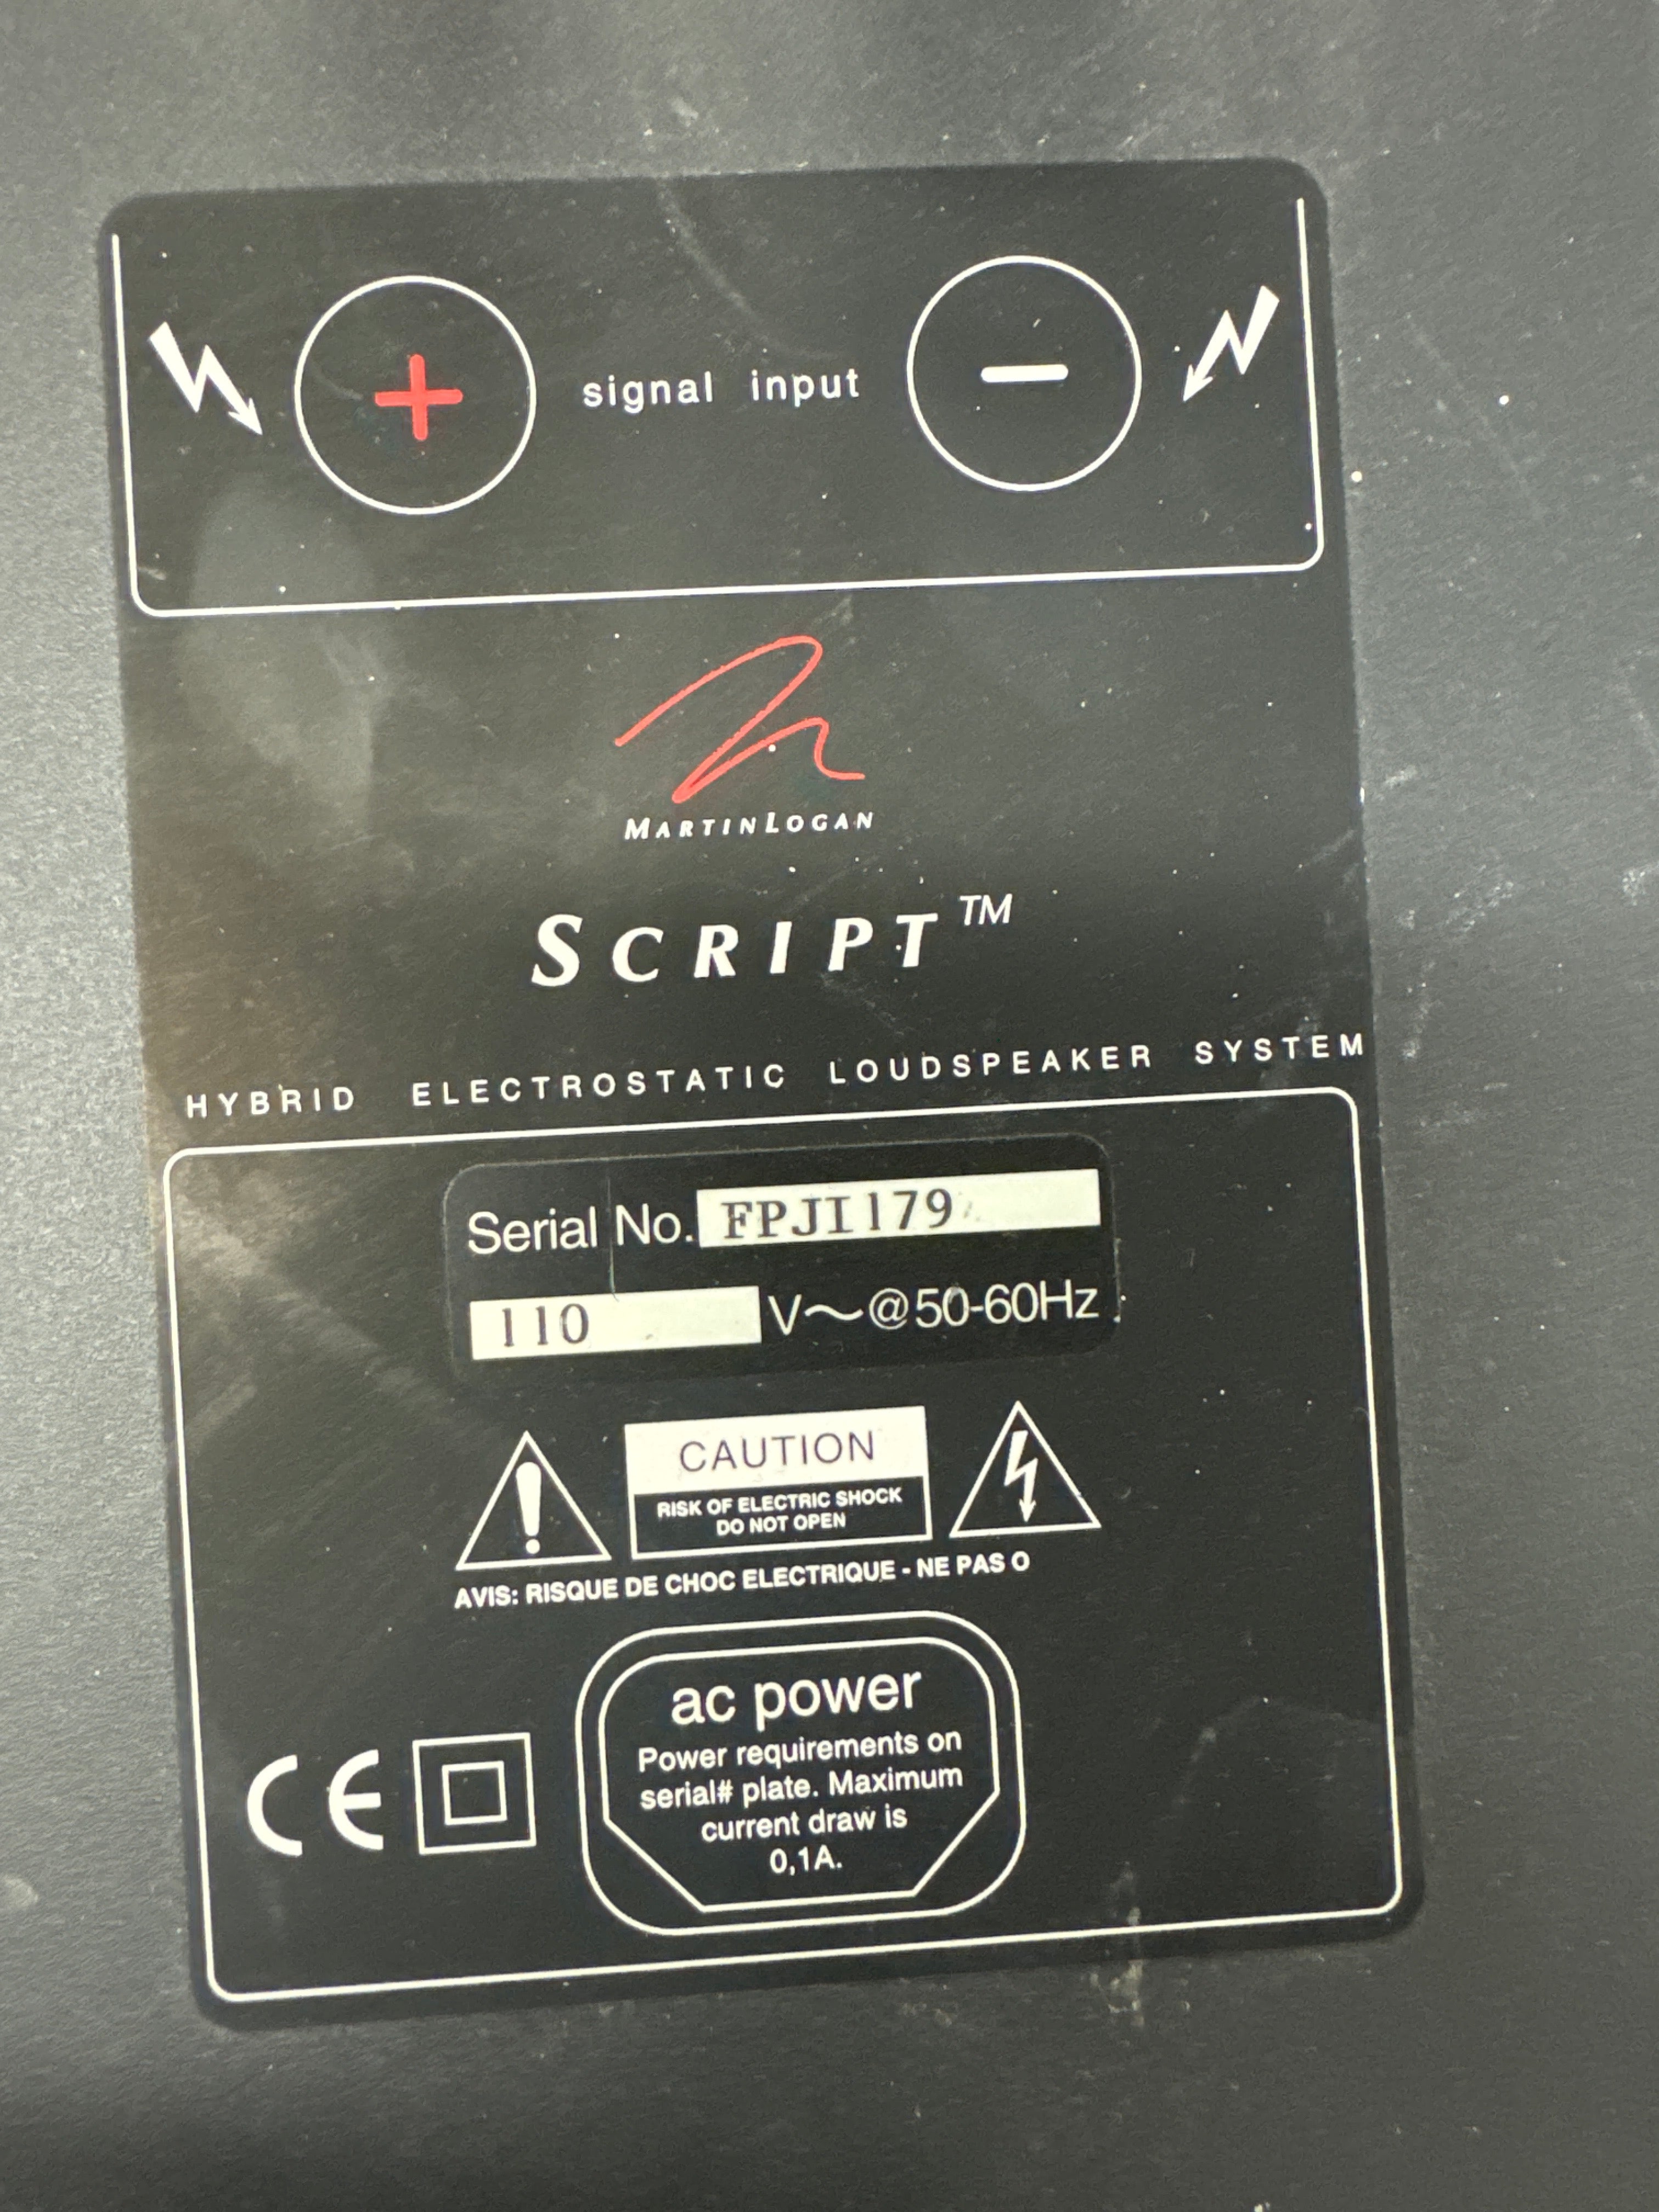 + signal input −
MARTINLOGAN
SCRIPT™
HYBRID ELECTROSTATIC LOUDSPEAKER SYSTEM
Serial No. FPJI179
110 V~@50-60Hz
CAUTION
RISK OF ELECTRIC SHOCK
DO NOT OPEN
AVIS: RISQUE DE CHOC ELECTRIQUE - NE PAS O
ac power
Power requirements on
serial# plate. Maximum
current draw is
0,1A.
CE